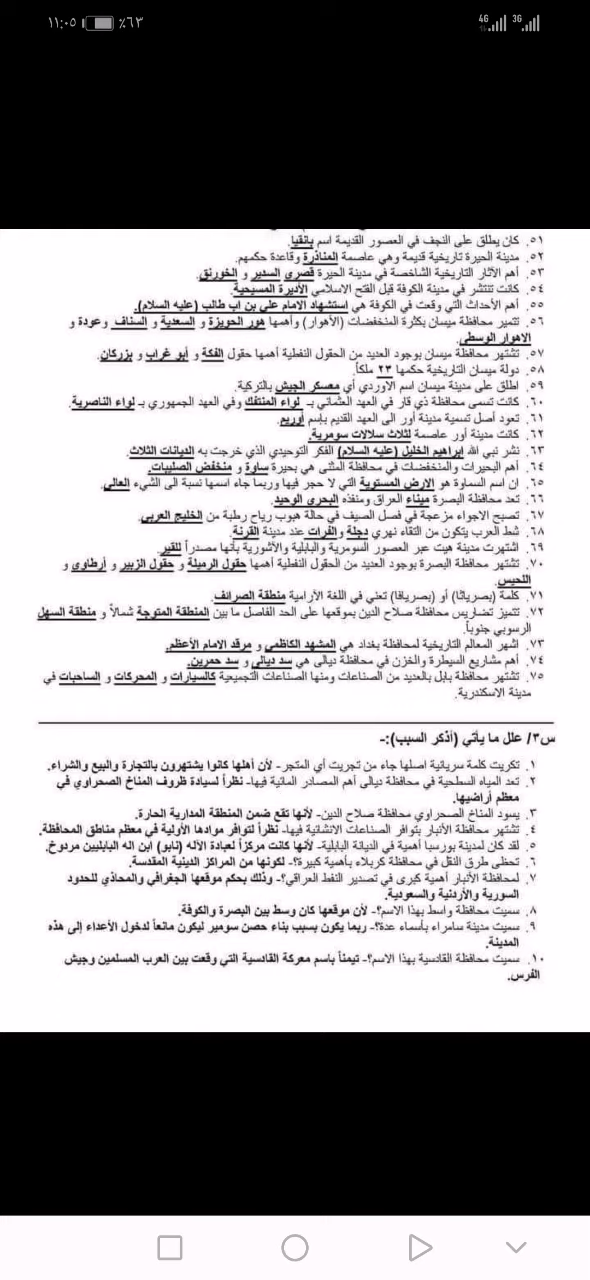 ١١:٠٥ ٪٦٣ 4G 3G
٥١. كان يطلق على النجف في العصور القديمة اسم بانقيا.
٥٢. مدينة الحيرة تاريخية قديمة وهي عاصمة المناذرة وقاعدة حكمهم.
٥٣. أهم الآثار التاريخية الشاخصة في مدينة الحيرة قصري السدير و الخورنق.
٥٤. كانت تنتشر في مدينة الكوفة قبل الفتح الاسلامي الأديرة المسيحية.
٥٥. أهم الأحداث التي وقعت في الكوفة هي استشهاد الامام علي بن اب طالب (عليه السلام).
٥٦. تتميز محافظة ميسان بكثرة المنخفضات (الأهوار) وأهمها هور الحويزة و السعدية و السناف وعودة و
الاهوار الوسطى.
٥٧. تشتهر محافظة ميسان بوجود العديد من الحقول النفطية أهمها حقول الفكة و أبو غراب و بزركان.
٥٨. دولة ميسان التاريخية حكمها ٢٣ ملكاً.
٥٩. اطلق على مدينة ميسان اسم الاوردي أي معسكر الجيش بالتركية.
٦٠. كانت تسمى محافظة ذي قار في العهد العثماني بـ لواء المنتفك وفي العهد الجمهوري بـ لواء الناصرية.
٦١. تعود أصل تسمية مدينة أور الى العهد القديم باسم أوريم.
٦٢. كانت مدينة أور عاصمة لثلاث سلالات سومرية.
٦٣. نشر نبي الله إبراهيم الخليل (عليه السلام) الفكر التوحيدي الذي خرجت به الديانات الثلاث.
٦٤. أهم البحيرات والمنخفضات في محافظة المثنى هي بحيرة ساوة و منخفض الصليبات.
٦٥. ان اسم السماوة هو الارض المستوية التي لا حجر فيها وربما جاء اسمها نسبة الى الشيء العالي.
٦٦. تعد محافظة البصرة ميناء العراق ومنفذه البحري الوحيد.
٦٧. تصبح الاجواء مزعجة في فصل الصيف في حالة هبوب رياح رطبة من الخليج العربي.
٦٨. شط العرب يتكون من التقاء نهري دجلة والفرات عند مدينة القرنة.
٦٩. اشتهرت مدينة هيت عبر العصور السومرية والبابلية والآشورية بأنها مصدراً للقير.
٧٠. تشتهر محافظة البصرة بوجود العديد من الحقول النفطية أهمها حقول الرميلة و حقول الزبير و أرطاوي و
اللحيس.
٧١. كلمة (بصرياثا) أو (بصريافا) تعني في اللغة الآرامية منطقة الصرائف.
٧٢. تتميز تضاريس محافظة صلاح الدين بموقعها على الحد الفاصل ما بين المنطقة المتوجة شمالاً و منطقة السهل
الرسوبي جنوباً.
٧٣. اشهر المعالم التاريخية لمحافظة بغداد هي المشهد الكاظمي و مرقد الامام الأعظم.
٧٤. أهم مشاريع السيطرة والخزن في محافظة ديالى هي سد ديالى و سد حمرين.
٧٥. تشتهر محافظة بابل بالعديد من الصناعات ومنها الصناعات التجميعية كالسيارات و المحركات و الساحبات في
مدينة الاسكندرية.
س٣/ علل ما يأتي (أذكر السبب):-
١. تكريت كلمة سريانية اصلها جاء من تجريت أي المتجر- لأن أهلها كانوا يشتهرون بالتجارة والبيع والشراء.
٢. تعد المياه السطحية في محافظة ديالى أهم المصادر المائية فيها- نظراً لسيادة ظروف المناخ الصحراوي في
معظم أراضيها.
٣. يسود المناخ الصحراوي محافظة صلاح الدين- لأنها تقع ضمن المنطقة المدارية الحارة.
٤. تشتهر محافظة الأنبار بتوافر الصناعات الانشائية فيها- نظراً لتوافر موادها الأولية في معظم مناطق المحافظة.
٥. لقد كان لمدينة بورسبا أهمية في الديانة البابلية- لأنها كانت مركزاً لعبادة الآله (نابو) ابن اله البابليين مردوخ.
٦. تحظى طرق النقل في محافظة كربلاء بأهمية كبيرة؟- لكونها من المراكز الدينية المقدسة.
٧. لمحافظة الأنبار أهمية كبرى في تصدير النفط العراقي؟- وذلك بحكم موقعها الجغرافي والمحاذي للحدود
السورية والأردنية والسعودية.
٨. سميت محافظة واسط بهذا الاسم؟- لأن موقعها كان وسط بين البصرة والكوفة.
٩. سميت مدينة سامراء بأسماء عدة؟- ربما يكون بسبب بناء حصن سومير ليكون مانعاً لدخول الأعداء إلى هذه
المدينة.
١٠. سميت محافظة القادسية بهذا الاسم؟- تيمناً باسم معركة القادسية التي وقعت بين العرب المسلمين وجيش
الفرس.